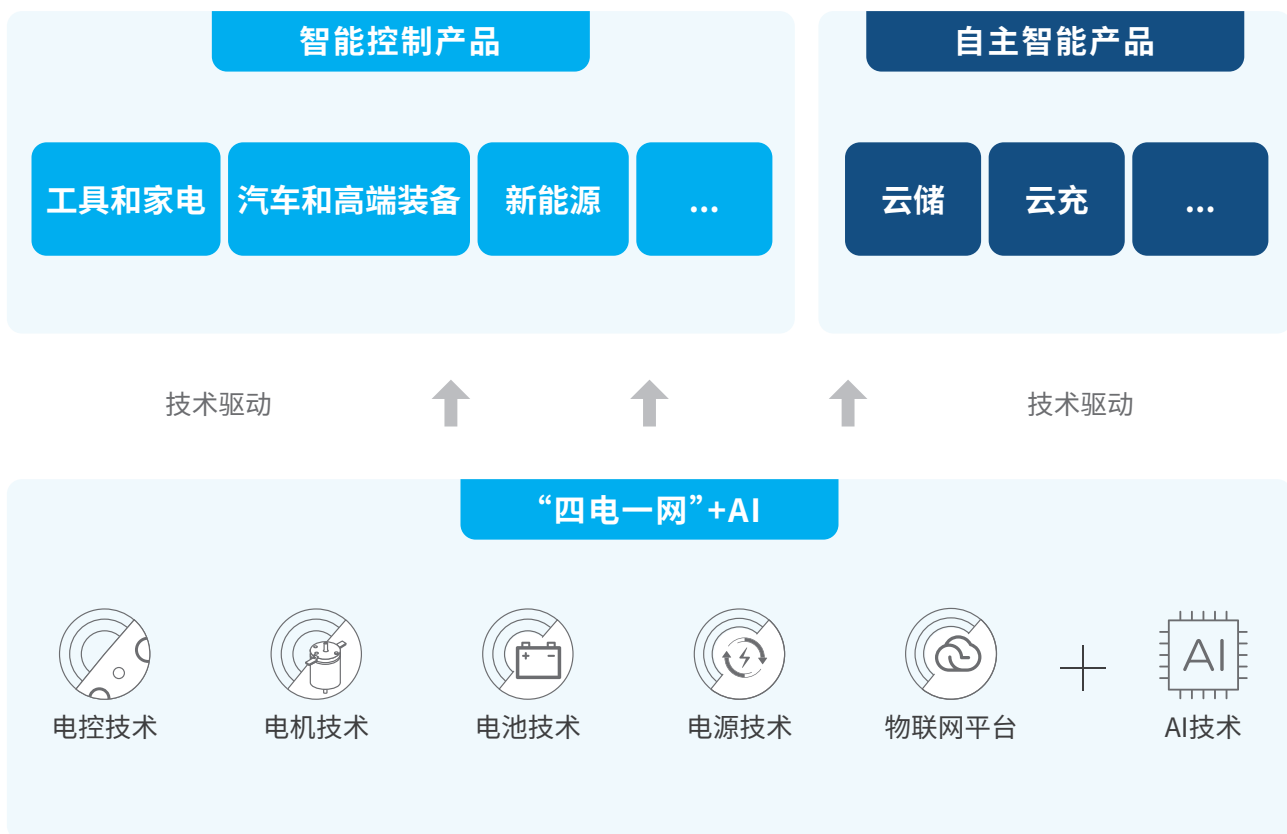 智能控制产品
自主智能产品
工具和家电
汽车和高端装备
新能源
...
云储
云充
...
技术驱动
技术驱动
“四电一网”+AI
AI
电控技术
电机技术
电池技术
电源技术
物联网平台
AI技术